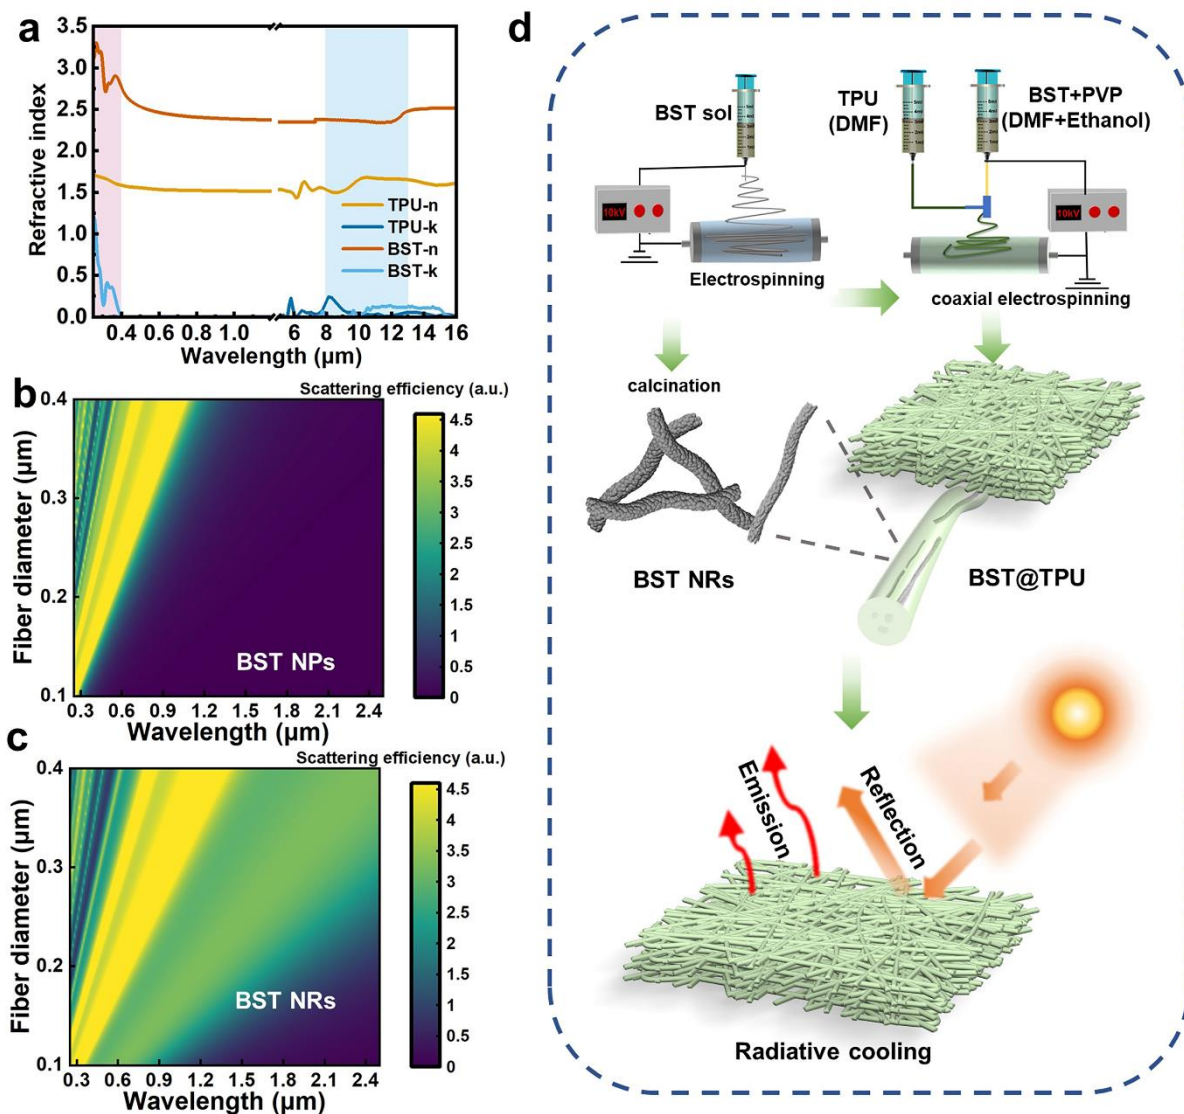 a
3.5
3.0
2.5
2.0
1.5
1.0
0.5
0.0
Refractive index
TPU-n
TPU-k
BST-n
BST-k
0.4 0.6 0.8 1.0 6 8 10 12 14 16
Wavelength (μm)
b
Scattering efficiency (a.u.)
0.4
0.3
0.2
0.1
Fiber diameter (μm)
BST NPs
0.3 0.6 0.9 1.2 1.5 1.8 2.1 2.4
Wavelength (μm)
4.5
4
3.5
3
2.5
2
1.5
1
0.5
0
c
Scattering efficiency (a.u.)
0.4
0.3
0.2
0.1
Fiber diameter (μm)
BST NRs
0.3 0.6 0.9 1.2 1.5 1.8 2.1 2.4
Wavelength (μm)
4.5
4
3.5
3
2.5
2
1.5
1
0.5
0
d
BST sol
10kV
Electrospinning
TPU
(DMF)
BST+PVP
(DMF+Ethanol)
10kV
coaxial electrospinning
calcination
BST NRs
BST@TPU
Emission
Reflection
Radiative cooling